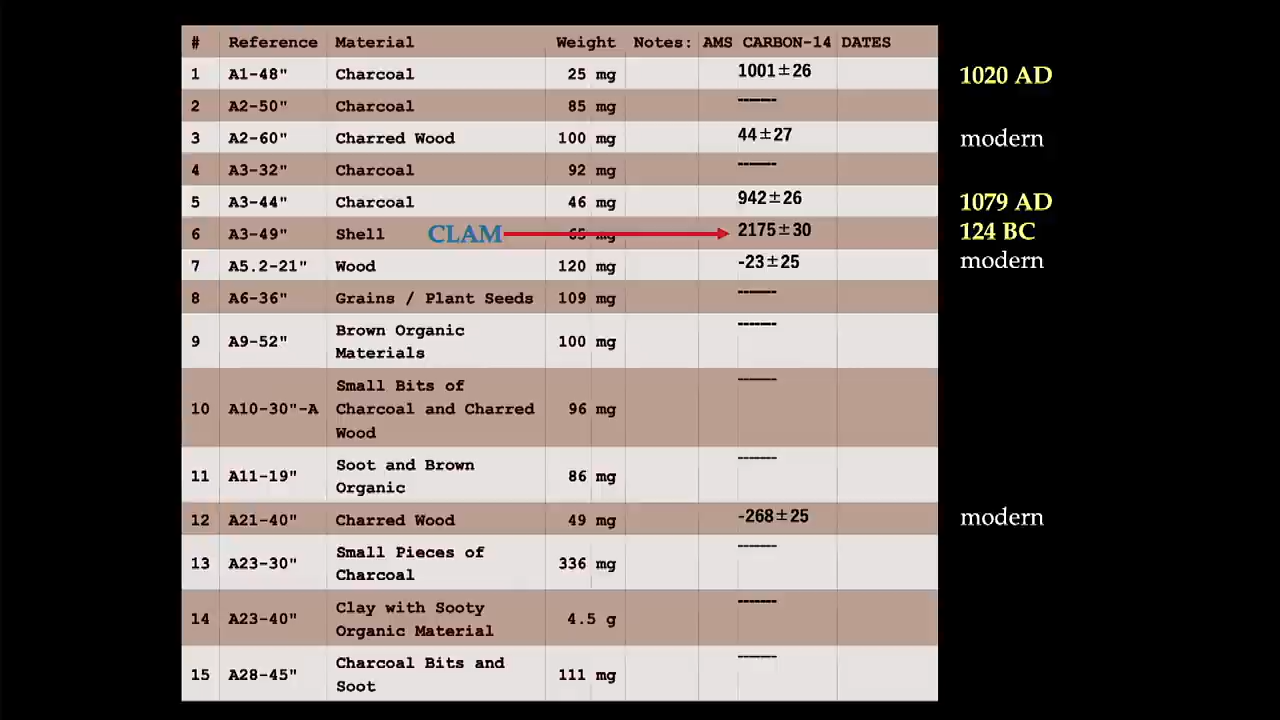 # Reference Material Weight Notes: AMS CARBON-14 DATES
1 A1-48" Charcoal 25 mg 1001±26 1020 AD
2 A2-50" Charcoal 85 mg -------
3 A2-60" Charred Wood 100 mg 44±27 modern
4 A3-32" Charcoal 92 mg -------
5 A3-44" Charcoal 46 mg 942±26 1079 AD
6 A3-49" Shell CLAM 65 mg 2175±30 124 BC
7 A5.2-21" Wood 120 mg -23±25 modern
8 A6-36" Grains / Plant Seeds 109 mg -------
9 A9-52" Brown Organic
Materials 100 mg -------
10 A10-30"-A Small Bits of
Charcoal and Charred
Wood 96 mg -------
11 A11-19" Soot and Brown
Organic 86 mg -------
12 A21-40" Charred Wood 49 mg -268±25 modern
13 A23-30" Small Pieces of
Charcoal 336 mg -------
14 A23-40" Clay with Sooty
Organic Material 4.5 g -------
15 A28-45" Charcoal Bits and
Soot 111 mg -------